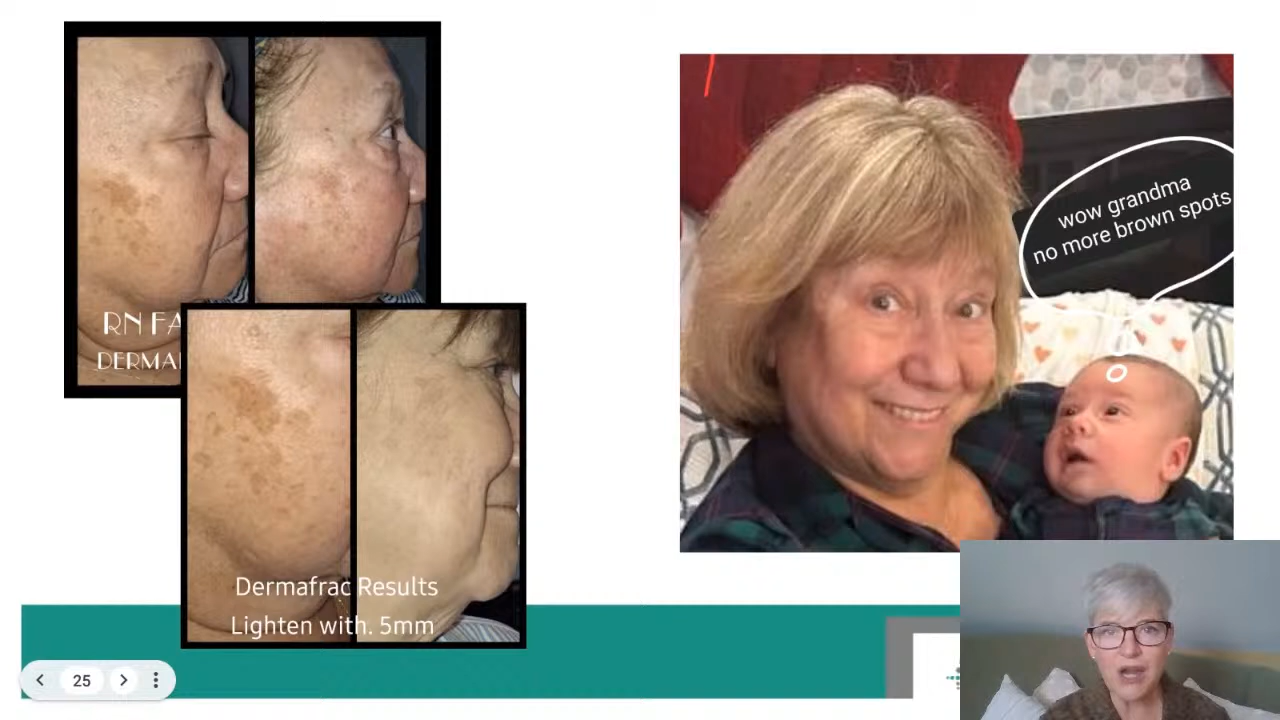 RN FA
DERMA
Dermafrac Results
Lighten with. 5mm
wow grandma
no more brown spots
25